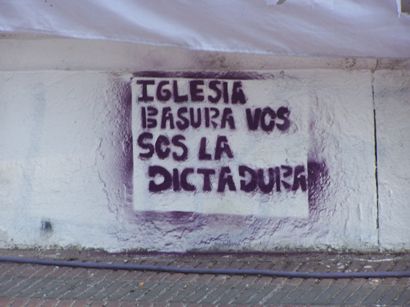 IGLESIA
BASURA VOS
SOS LA
DICTADURA